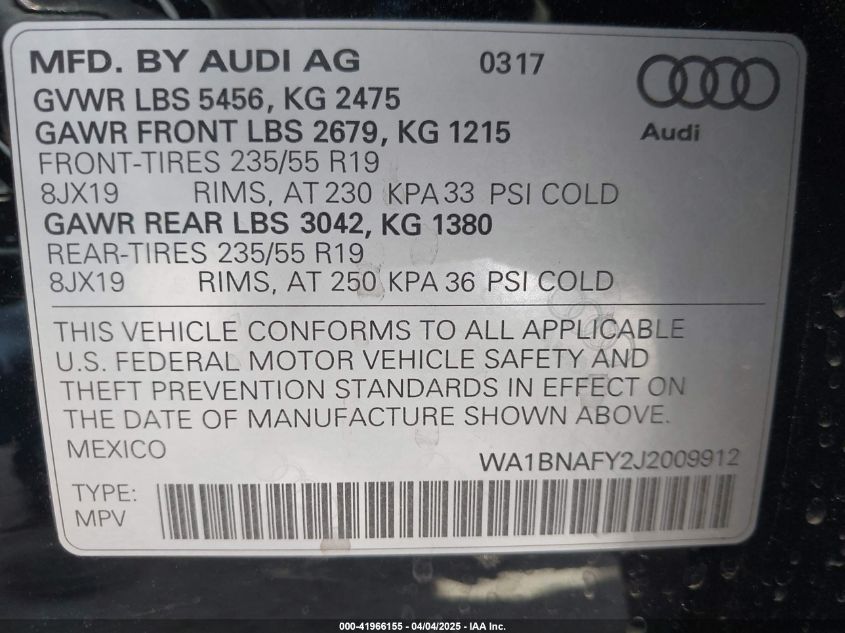 MFD. BY AUDI AG 0317
GVWR LBS 5456, KG 2475
GAWR FRONT LBS 2679, KG 1215
Audi
FRONT-TIRES 235/55 R19
8JX19 RIMS, AT 230 KPA 33 PSI COLD
GAWR REAR LBS 3042, KG 1380
REAR-TIRES 235/55 R19
8JX19 RIMS, AT 250 KPA 36 PSI COLD
THIS VEHICLE CONFORMS TO ALL APPLICABLE
U.S. FEDERAL MOTOR VEHICLE SAFETY AND
THEFT PREVENTION STANDARDS IN EFFECT ON
THE DATE OF MANUFACTURE SHOWN ABOVE.
MEXICO
WA1BNAFY2J2009912
TYPE:
MPV
000-41966155 - 04/04/2025 - IAA Inc.